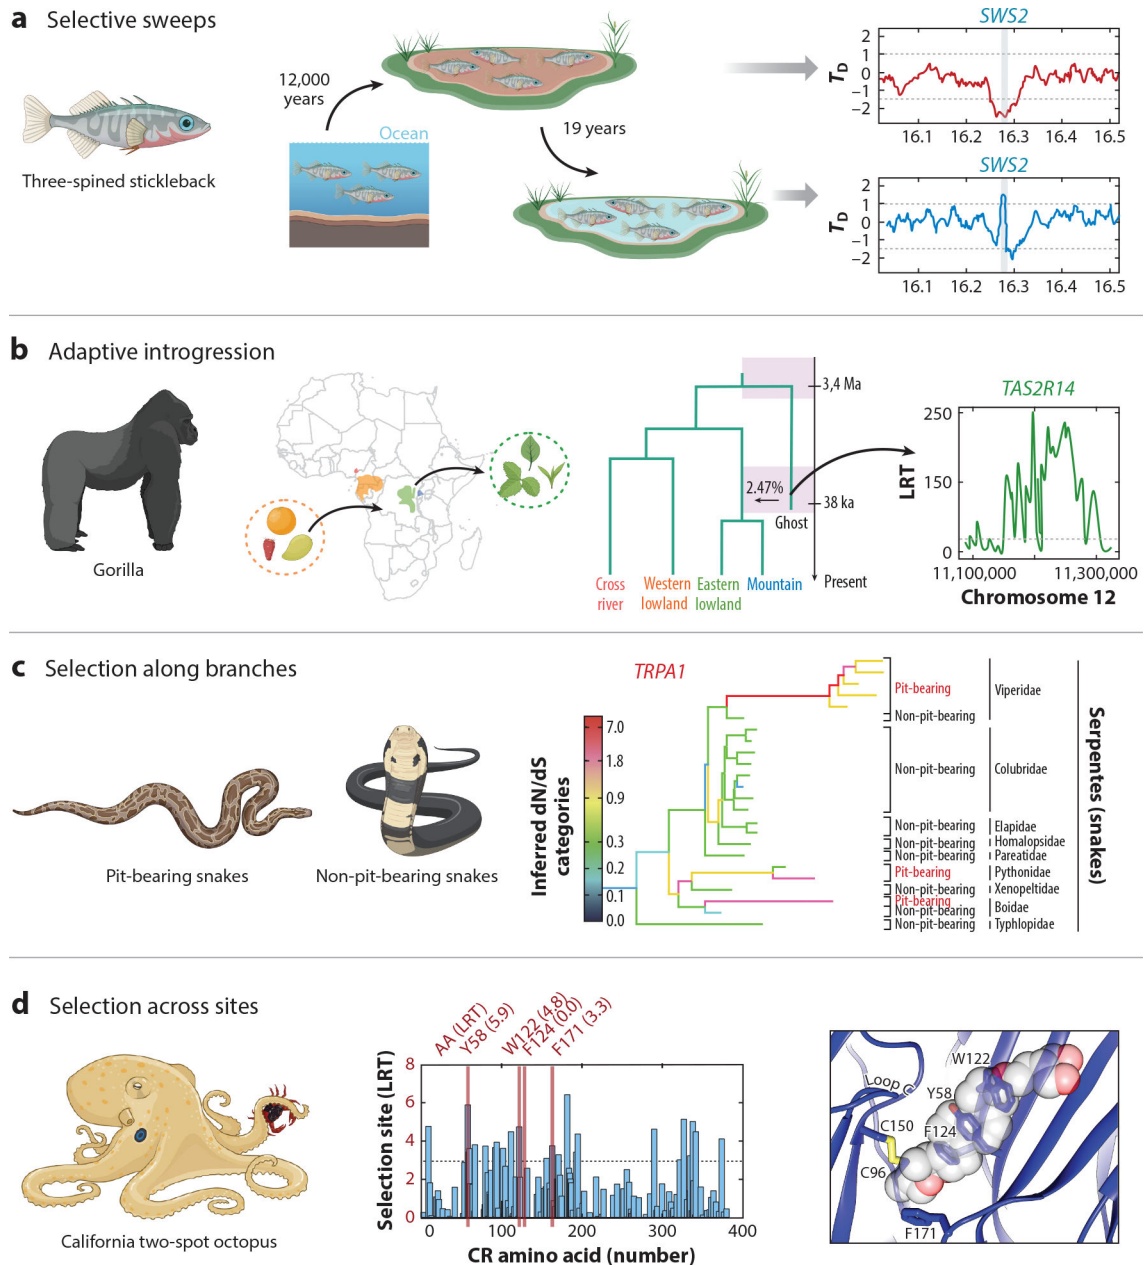 a Selective sweeps
Three-spined stickleback
12,000
years
Ocean
19 years
SWS2
T_D
2
1
0
−1
−2
16.1 16.2 16.3 16.4 16.5
SWS2
T_D
2
1
0
−1
−2
16.1 16.2 16.3 16.4 16.5
b Adaptive introgression
Gorilla
3,4 Ma
2.47%
38 ka
Ghost
Cross
river
Western
lowland
Eastern
lowland
Mountain
Present
TAS2R14
LRT
250
150
0
11,100,000 11,300,000
Chromosome 12
c Selection along branches
Pit-bearing snakes
Non-pit-bearing snakes
TRPA1
Inferred dN/dS
categories
7.0
1.8
0.9
0.3
0.2
0.1
0.0
Pit-bearing
Viperidae
Non-pit-bearing
Non-pit-bearing
Colubridae
Non-pit-bearing
Elapidae
Non-pit-bearing
Homalopsidae
Non-pit-bearing
Pareatidae
Pit-bearing
Pythonidae
Non-pit-bearing
Xenopeltidae
Pit-bearing
Non-pit-bearing
Boidae
Non-pit-bearing
Typhlopidae
Serpentes (snakes)
d Selection across sites
California two-spot octopus
AA (LRT)
Y58 (5.9)
W122 (4.8)
F124 (0.0)
F171 (3.3)
Selection site (LRT)
8
6
4
2
0
0 100 200 300 400
CR amino acid (number)
W122
Loop C
Y58
C150
F124
C96
F171